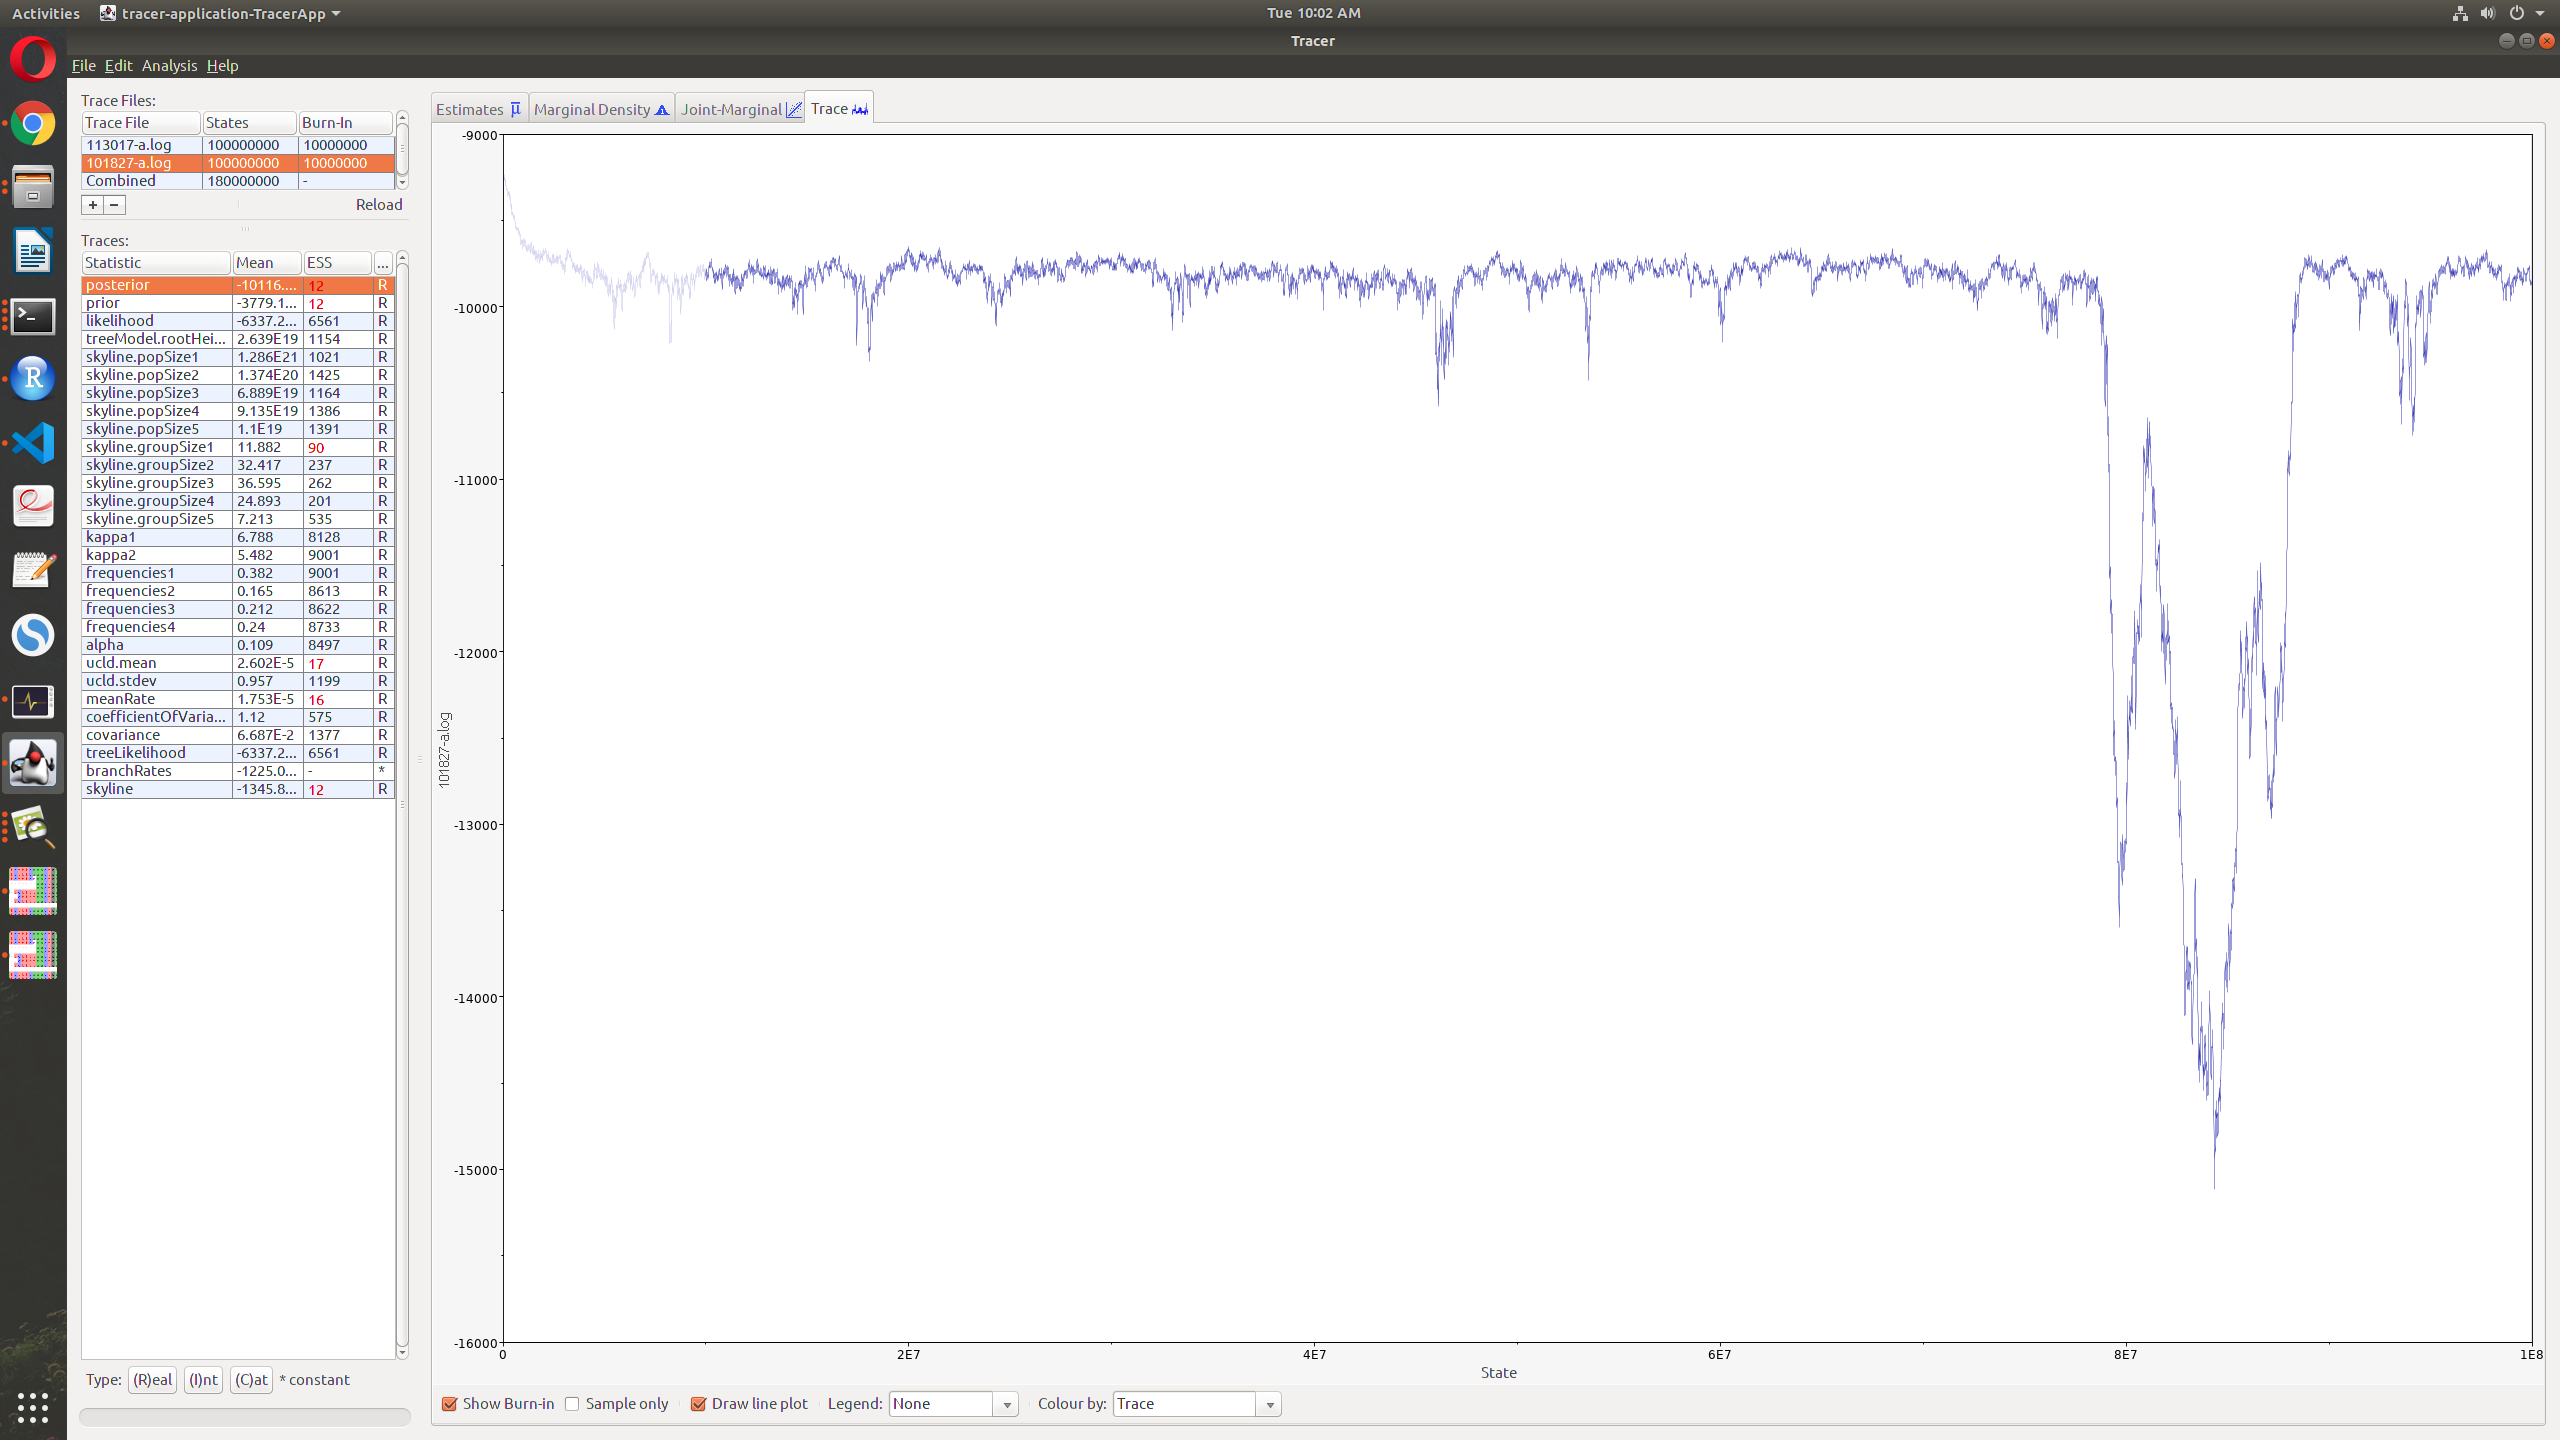 Activities tracer-application-TracerApp Tue 10:02 AM
Tracer
File Edit Analysis Help
Trace Files:
Trace File States Burn-In
113017-a.log 100000000 10000000
101827-a.log 100000000 10000000
Combined 180000000 -
+ − Reload
Traces:
Statistic Mean ESS ...
posterior -10116.... 12 R
prior -3779.1... 12 R
likelihood -6337.2... 6561 R
treeModel.rootHei... 2.639E19 1154 R
skyline.popSize1 1.286E21 1021 R
skyline.popSize2 1.374E20 1425 R
skyline.popSize3 6.889E19 1164 R
skyline.popSize4 9.135E19 1386 R
skyline.popSize5 1.1E19 1391 R
skyline.groupSize1 11.882 90 R
skyline.groupSize2 32.417 237 R
skyline.groupSize3 36.595 262 R
skyline.groupSize4 24.893 201 R
skyline.groupSize5 7.213 535 R
kappa1 6.788 8128 R
kappa2 5.482 9001 R
frequencies1 0.382 9001 R
frequencies2 0.165 8613 R
frequencies3 0.212 8622 R
frequencies4 0.24 8733 R
alpha 0.109 8497 R
ucld.mean 2.602E-5 17 R
ucld.stdev 0.957 1199 R
meanRate 1.753E-5 16 R
coefficientOfVaria... 1.12 575 R
covariance 6.687E-2 1377 R
treeLikelihood -6337.2... 6561 R
branchRates -1225.0... - *
skyline -1345.8... 12 R
Type: (R)eal (I)nt (C)at * constant
Estimates μ Marginal Density Joint-Marginal Trace
-9000
-10000
-11000
-12000
-13000
-14000
-15000
-16000
101827-a.log
0 2E7 4E7 6E7 8E7 1E8
State
Show Burn-in Sample only Draw line plot Legend: None Colour by: Trace